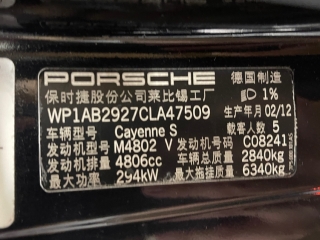 PORSCHE 德国制造
保时捷股份公司莱比锡工厂 1%
WP1AB2927CLA47509 生产年月 02/12
车辆型号 Cayenne S 载客人数 5
发动机型号 M4802 V 发动机号码 C08241
发动机排量 4806cc 车辆总质量 2840kg
最大功率 294kW 最大拖挂质量 6340kg